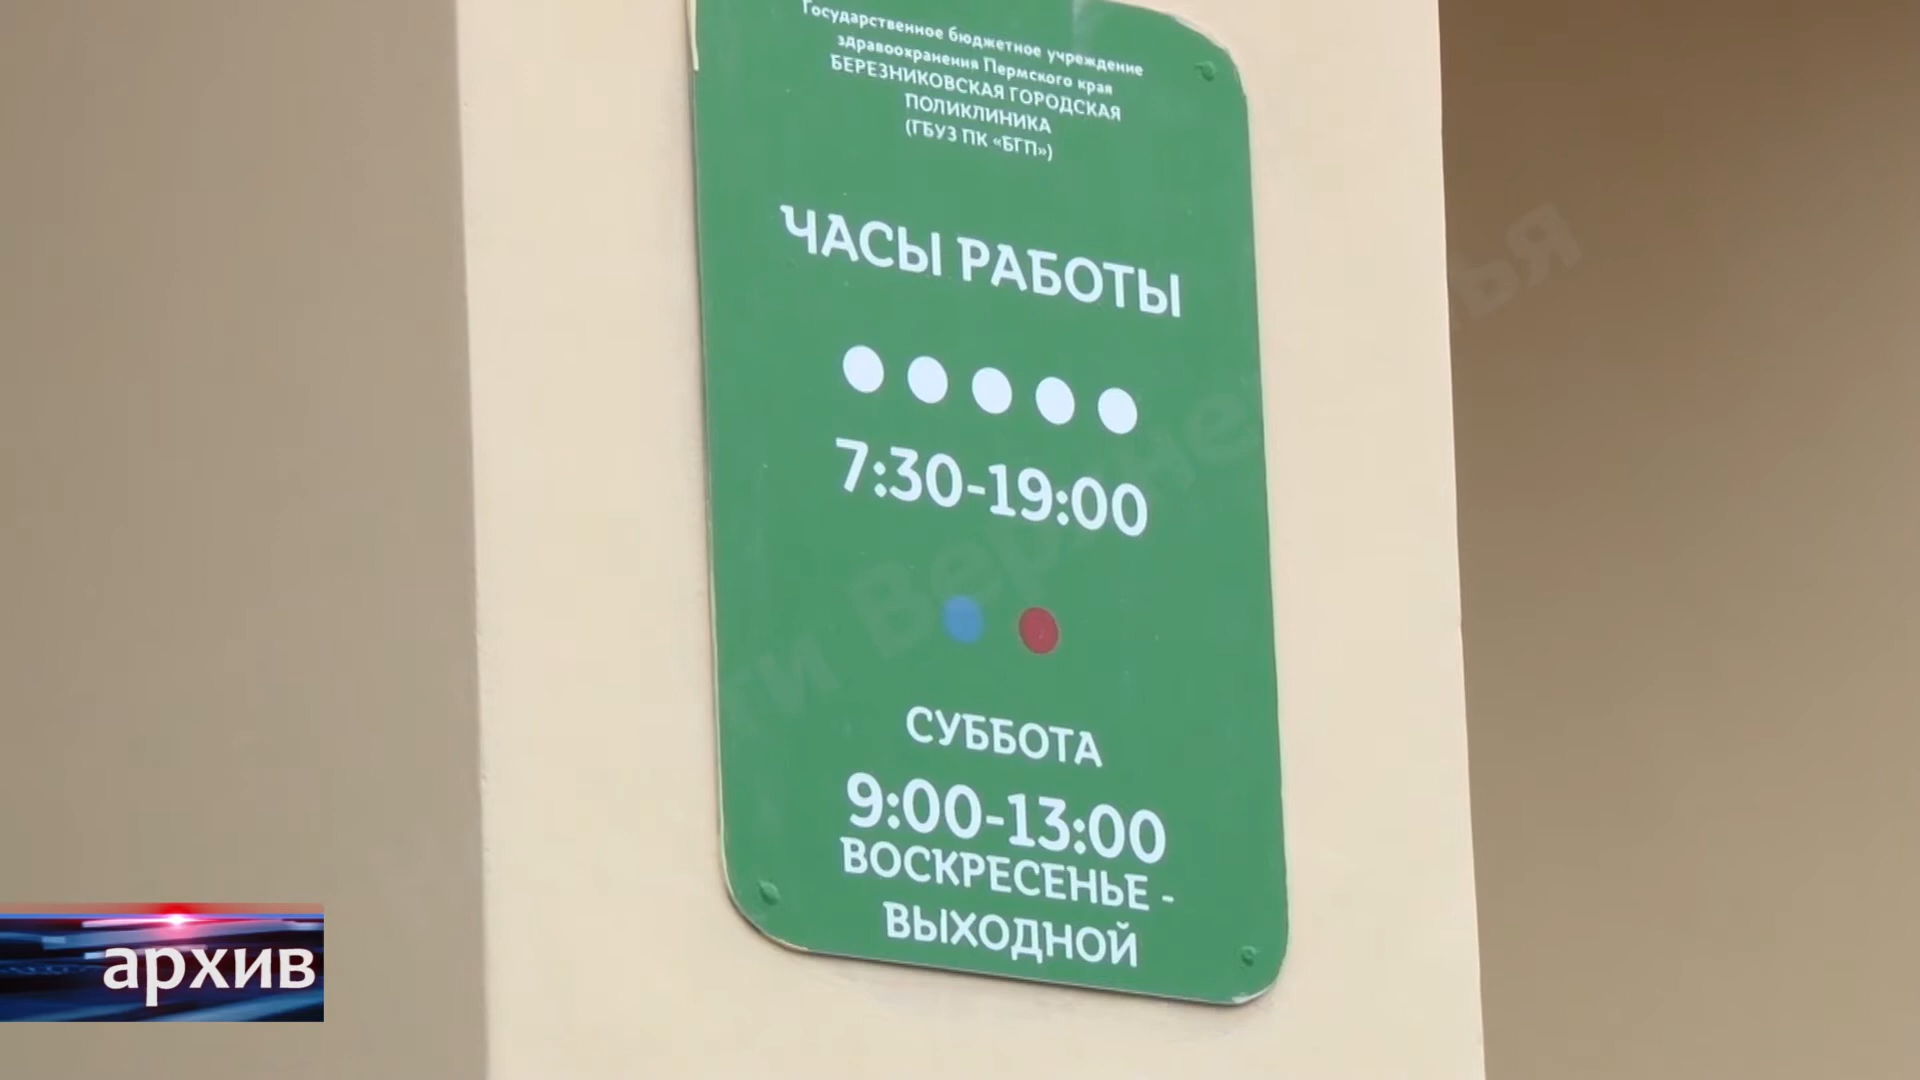 Государственное бюджетное учреждение
здравоохранения Пермского края
БЕРЕЗНИКОВСКАЯ ГОРОДСКАЯ
ПОЛИКЛИНИКА
(ГБУЗ ПК «БГП»)
ЧАСЫ РАБОТЫ
7:30-19:00
СУББОТА
9:00-13:00
ВОСКРЕСЕНЬЕ -
ВЫХОДНОЙ
архив